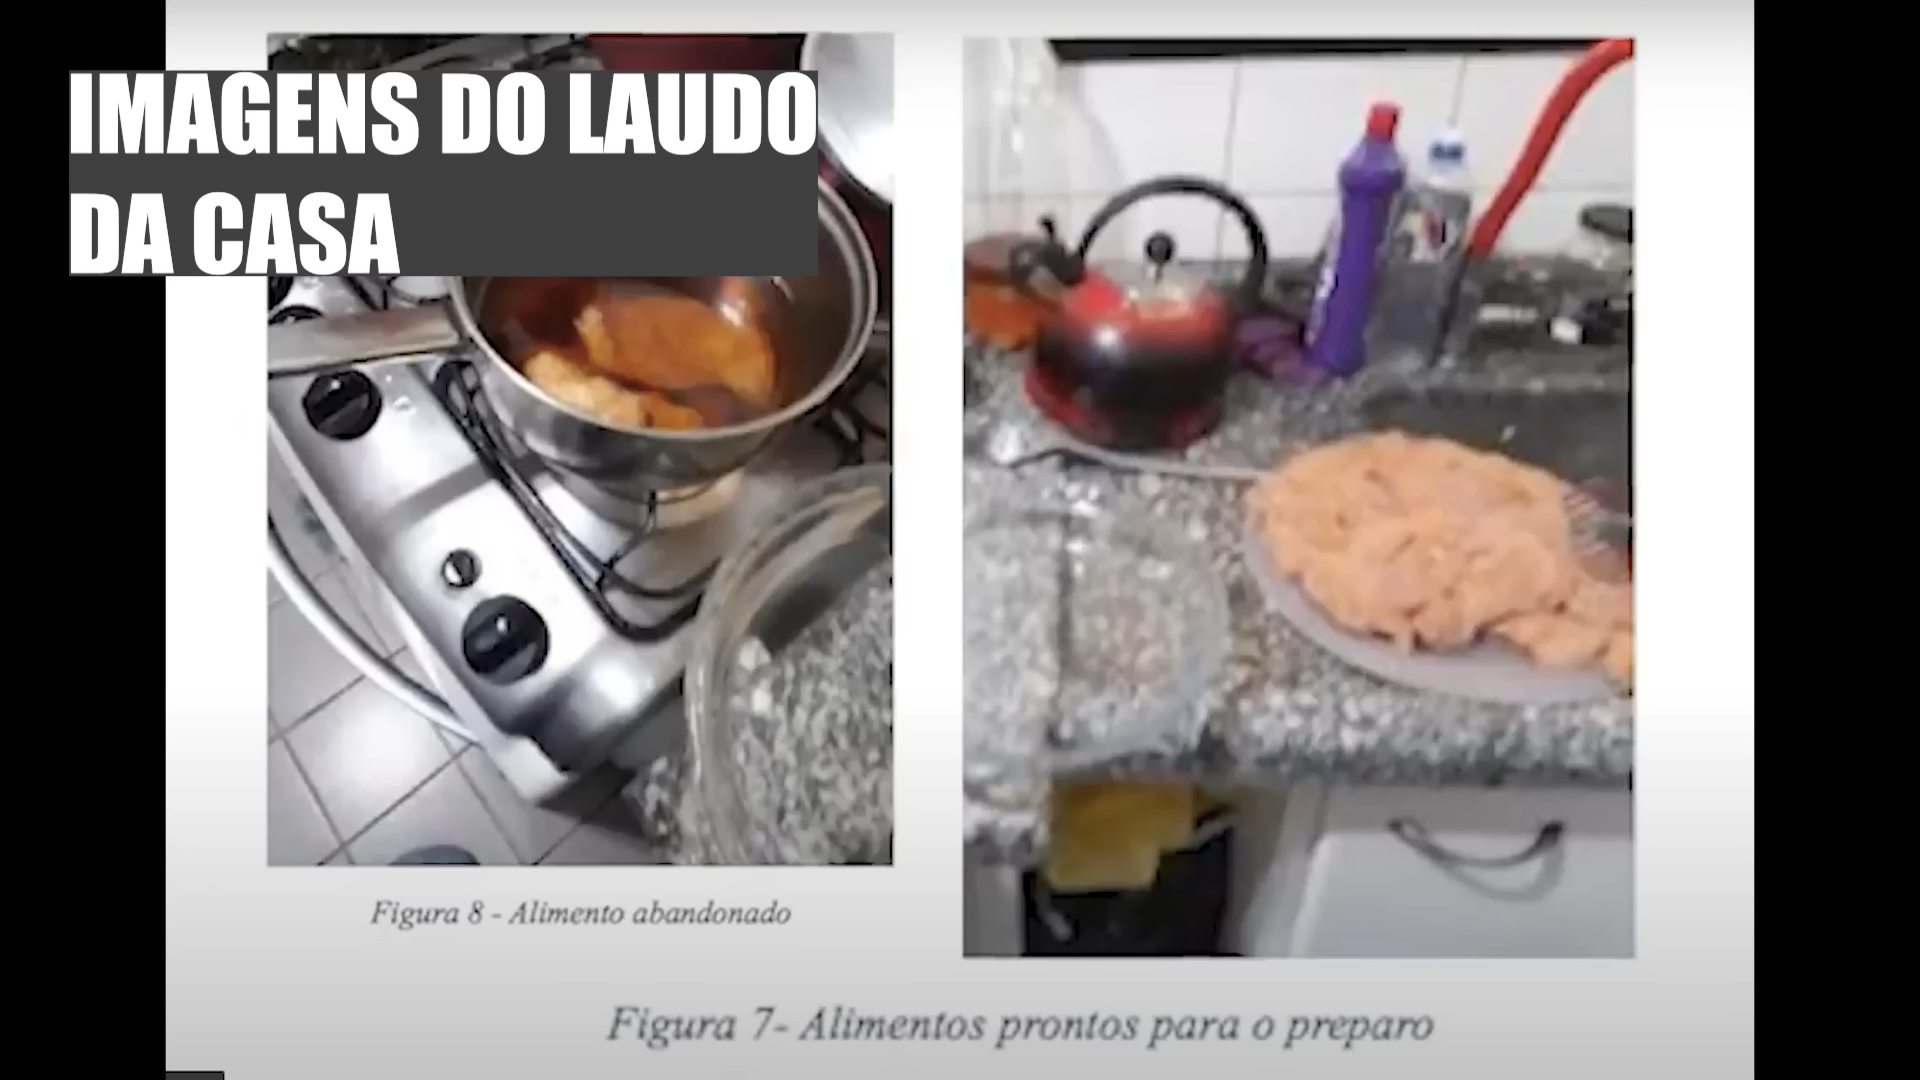 IMAGENS DO LAUDO
DA CASA
Figura 8 - Alimento abandonado
Figura 7- Alimentos prontos para o preparo